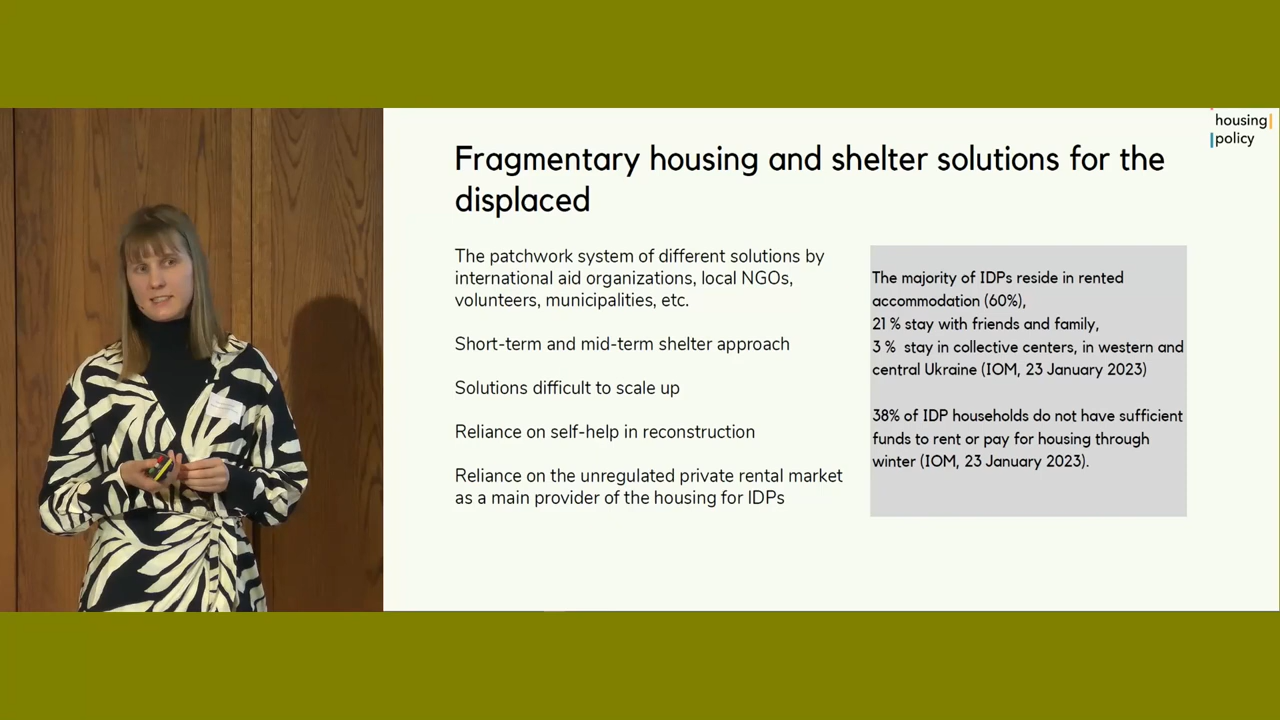 housing
policy
Fragmentary housing and shelter solutions for the
displaced
The patchwork system of different solutions by
international aid organizations, local NGOs,
volunteers, municipalities, etc.
Short-term and mid-term shelter approach
Solutions difficult to scale up
Reliance on self-help in reconstruction
Reliance on the unregulated private rental market
as a main provider of the housing for IDPs
The majority of IDPs reside in rented
accommodation (60%),
21 % stay with friends and family,
3 % stay in collective centers, in western and
central Ukraine (IOM, 23 January 2023)
38% of IDP households do not have sufficient
funds to rent or pay for housing through
winter (IOM, 23 January 2023).